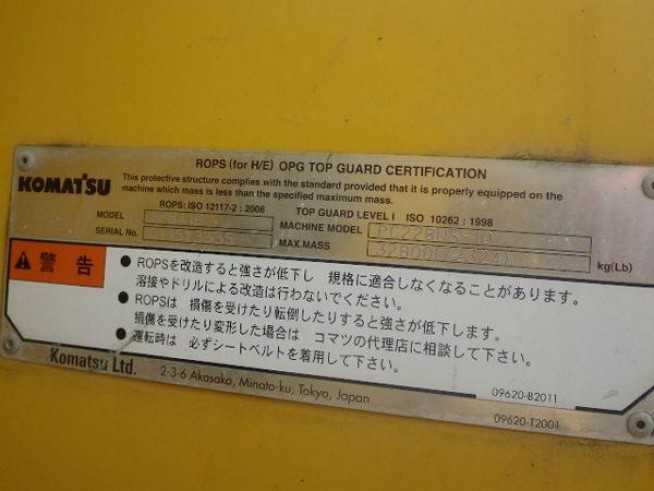 ROPS (for H/E) OPG TOP GUARD CERTIFICATION
KOMATSU
This protective structure complies with the standard provided that it is properly equipped on the
machine which mass is less than the specified maximum mass.
ROPS: ISO 12117-2 : 2008 TOP GUARD LEVEL I ISO 10262 : 1998
MODEL MACHINE MODEL
SERIAL No. MAX.MASS kg(Lb)
警 告
● ROPSを改造すると強さが低下し 規格に適合しなくなることがあります。
溶接やドリルによる改造は行わないでください。
● ROPSは 損傷を受けたり転倒したりすると強さが低下します。
損傷を受けたり変形した場合は コマツの代理店に相談して下さい。
● 運転時は 必ずシートベルトを着用して下さい。
09620-B2011
Komatsu Ltd. 2-3-6 Akasaka, Minato-ku, Tokyo, Japan
09620-T2001